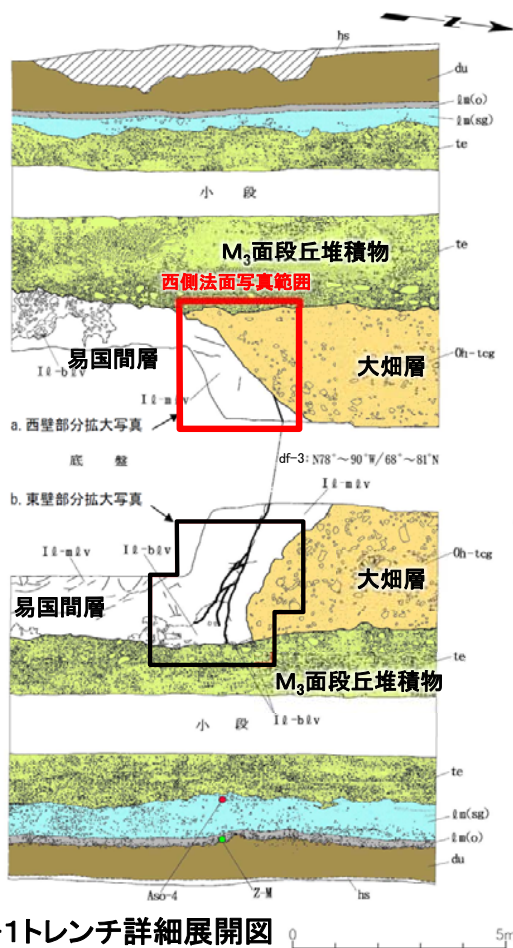 hs
du
ℓm(o)
ℓm(sg)
te
小 段
te
M₃面段丘堆積物
西側法面写真範囲
易国間層
大畑層
Iℓ-bℓv
Oh-tcg
Iℓ-mℓv
a. 西壁部分拡大写真
df-3: N78°~90°W/68°~81°N
底 盤
Iℓ-mℓv
b. 東壁部分拡大写真
Iℓ-mℓv
Iℓ-bℓv
Oh-tcg
大畑層
易国間層
te
M₃面段丘堆積物
Iℓ-bℓv
小 段
te
ℓm(sg)
ℓm(o)
du
Aso-4
Z-M
hs
-1トレンチ詳細展開図
0
5m